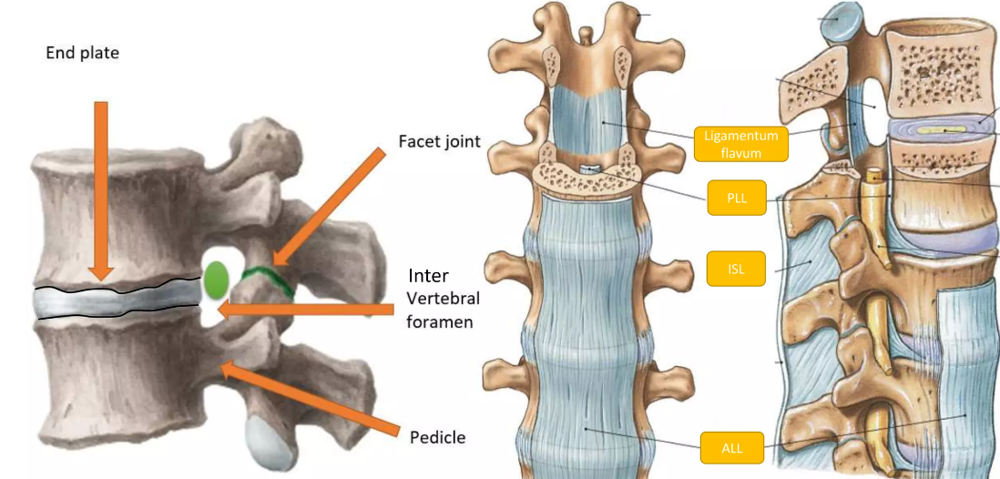 End plate
Facet joint
Inter
Vertebral
foramen
Pedicle
Ligamentum
flavum
PLL
ISL
ALL